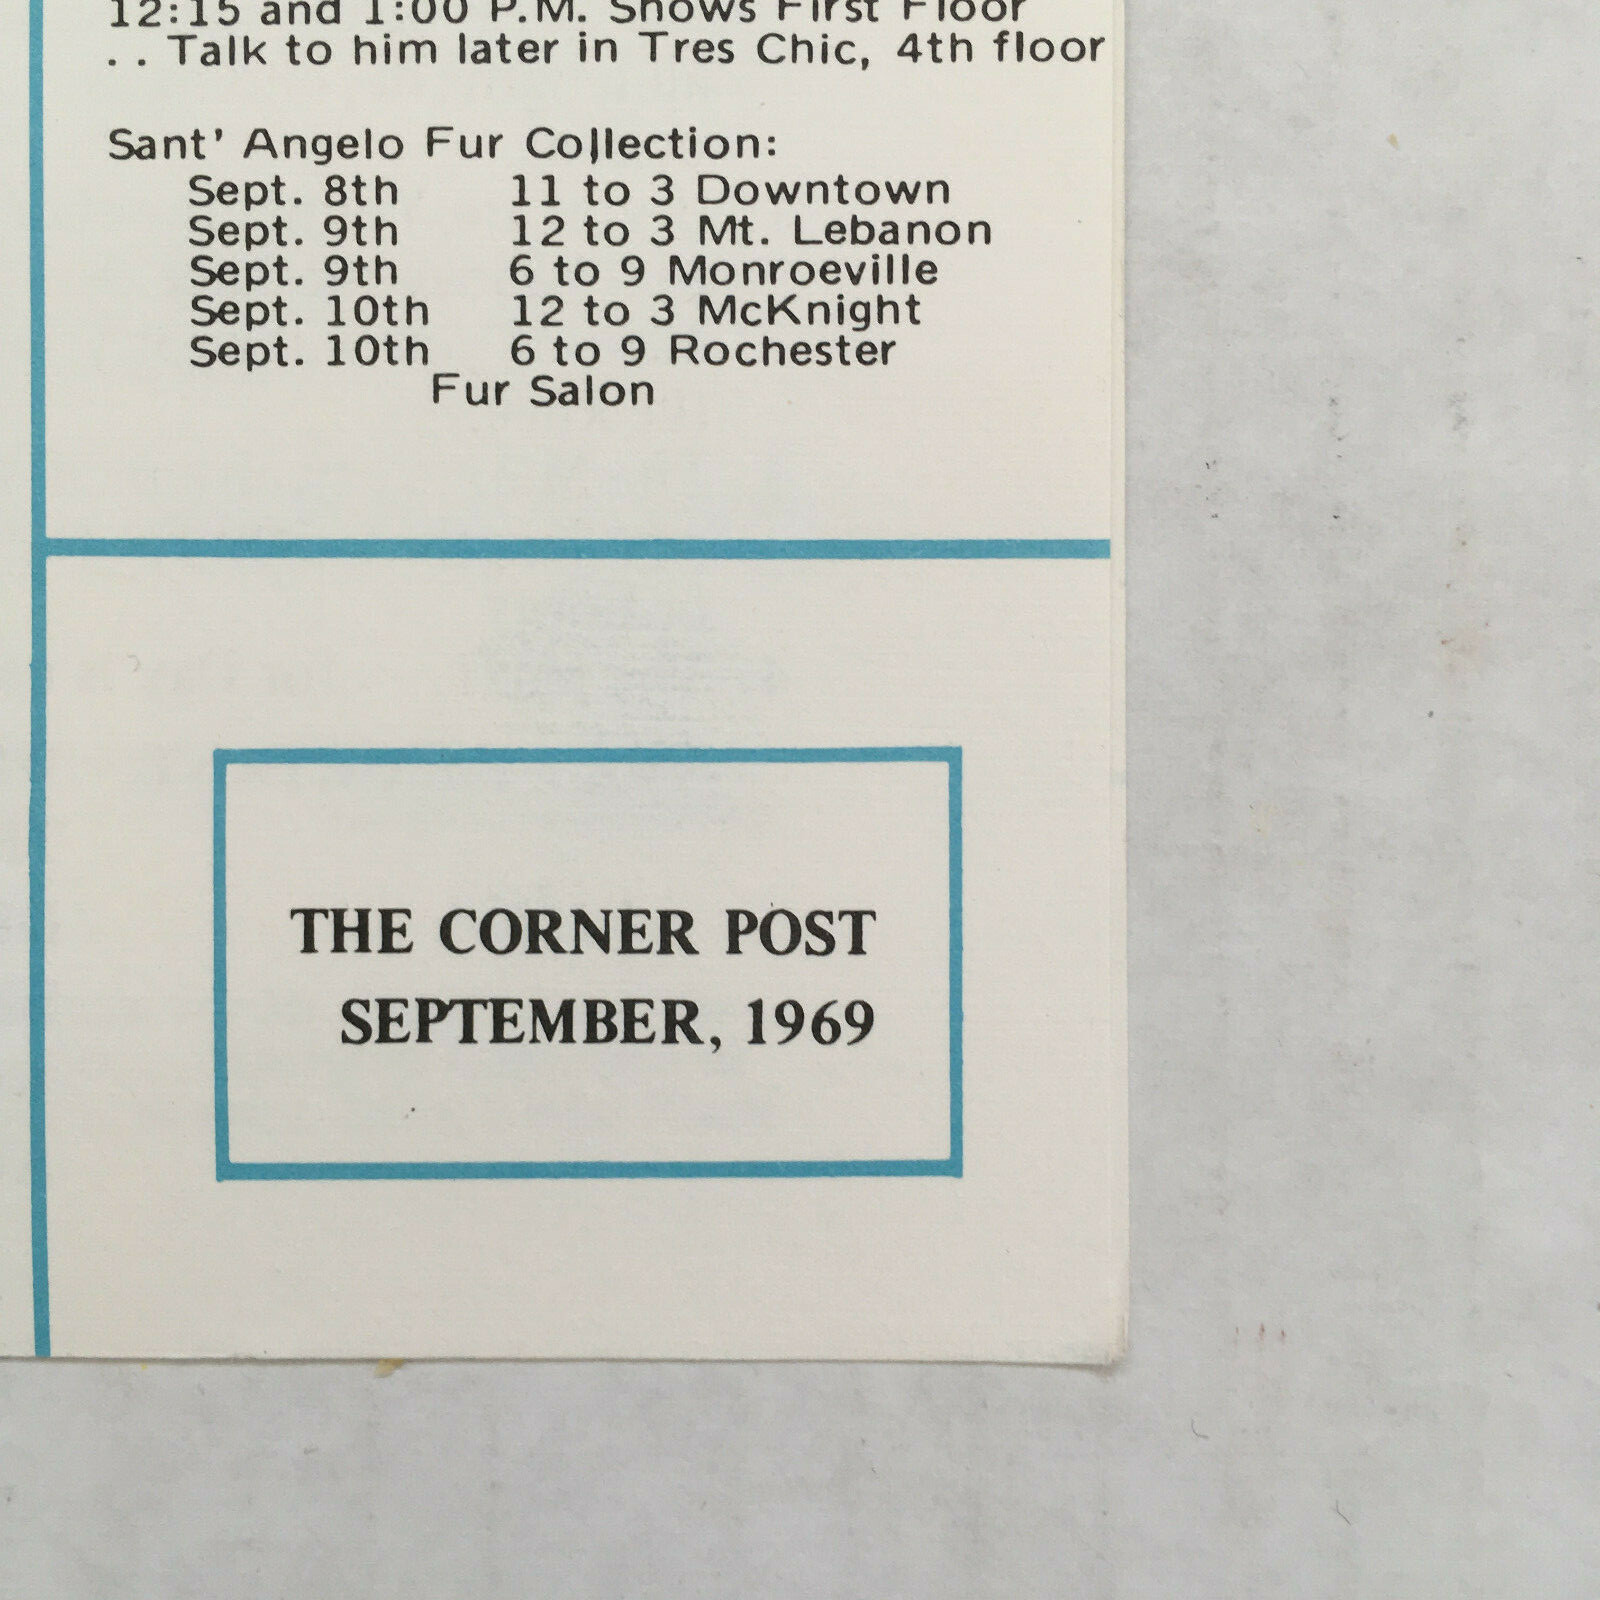 12:15 and 1:00 P.M. Shows First Floor
. . Talk to him later in Tres Chic, 4th floor
Sant' Angelo Fur Collection:
Sept. 8th 11 to 3 Downtown
Sept. 9th 12 to 3 Mt. Lebanon
Sept. 9th 6 to 9 Monroeville
Sept. 10th 12 to 3 McKnight
Sept. 10th 6 to 9 Rochester
Fur Salon
THE CORNER POST
SEPTEMBER, 1969